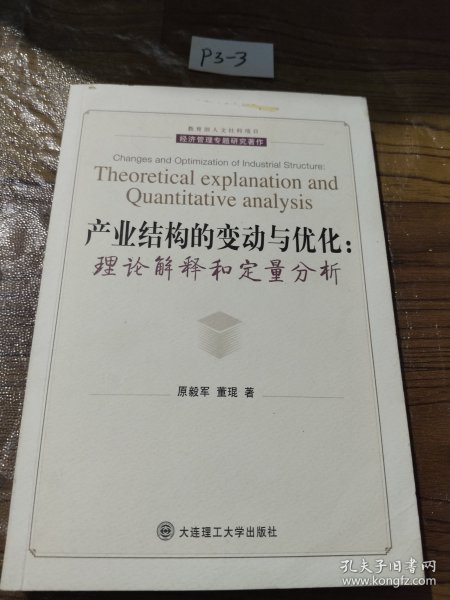 P3-3
教育部人文社科项目
经济管理专题研究著作
Changes and Optimization of Industrial Structure:
Theoretical explanation and
Quantitative analysis
产业结构的变动与优化:
理论解释和定量分析
原毅军 董琨 著
大连理工大学出版社
孔夫子旧书网
www.kongfz.com